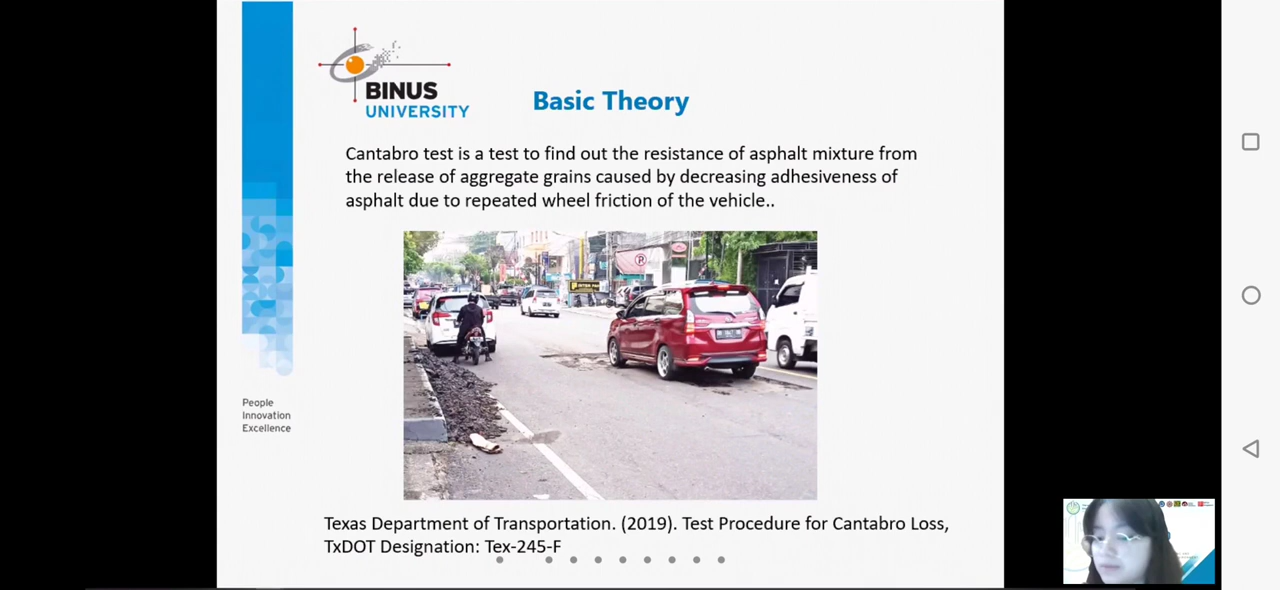 BINUS
UNIVERSITY
Basic Theory
Cantabro test is a test to find out the resistance of asphalt mixture from
the release of aggregate grains caused by decreasing adhesiveness of
asphalt due to repeated wheel friction of the vehicle..
People
Innovation
Excellence
Texas Department of Transportation. (2019). Test Procedure for Cantabro Loss,
TxDOT Designation: Tex-245-F